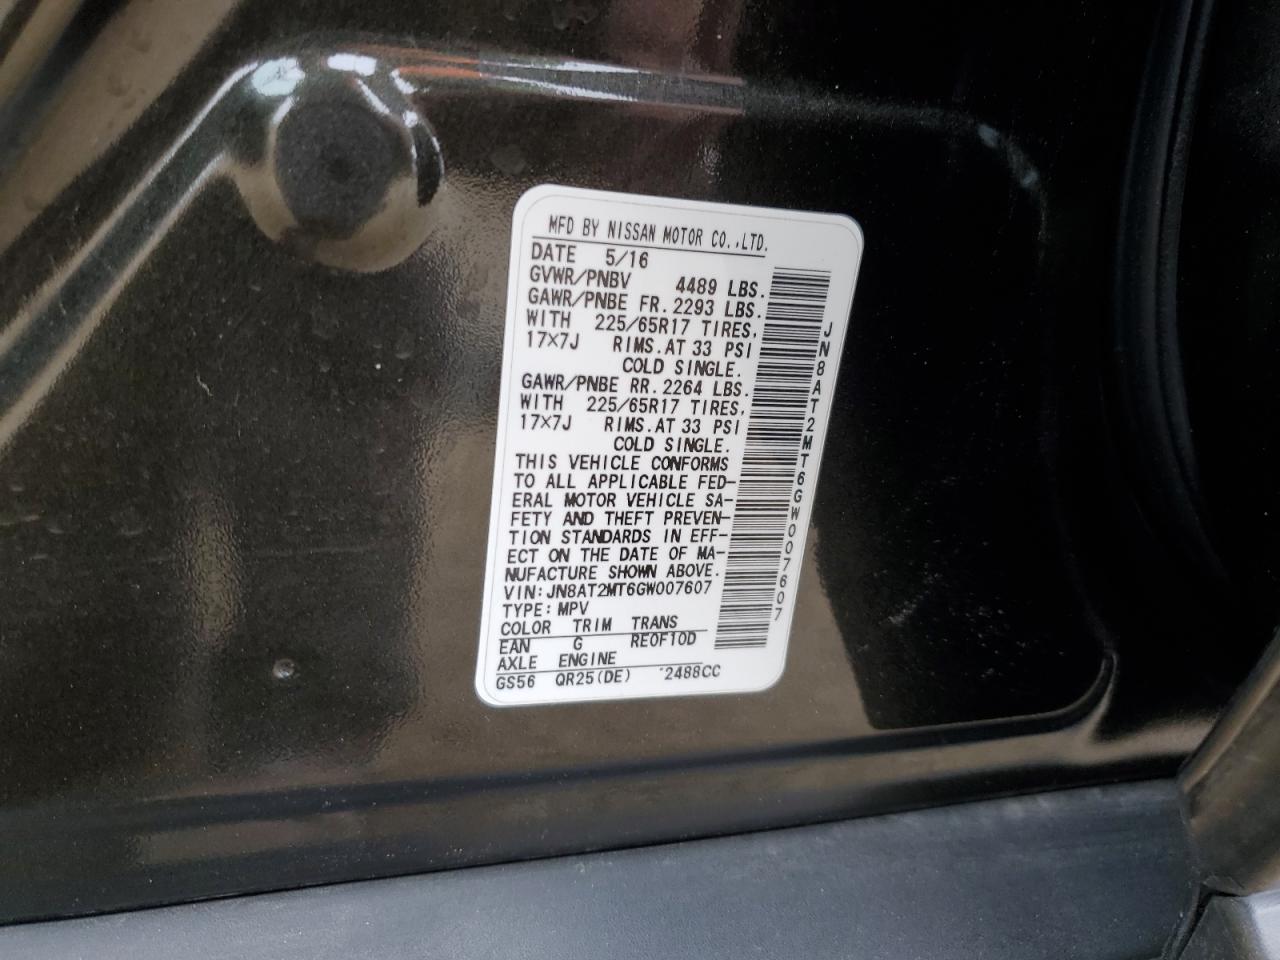 MFD BY NISSAN MOTOR CO.,LTD.
DATE 5/16
GVWR/PNBV 4489 LBS.
GAWR/PNBE FR. 2293 LBS.
WITH 225/65R17 TIRES,
17×7J RIMS. AT 33 PSI
COLD SINGLE.
GAWR/PNBE RR. 2264 LBS.
WITH 225/65R17 TIRES,
17×7J RIMS. AT 33 PSI
COLD SINGLE.
THIS VEHICLE CONFORMS
TO ALL APPLICABLE FED-
ERAL MOTOR VEHICLE SA-
FETY AND THEFT PREVEN-
TION STANDARDS IN EFF-
ECT ON THE DATE OF MA-
NUFACTURE SHOWN ABOVE.
VIN: JN8AT2MT6GW007607
TYPE: MPV
COLOR TRIM TRANS
EAN G RE0F10D
AXLE ENGINE
GS56 QR25(DE) 2488CC
JN8AT2MT6GW007607